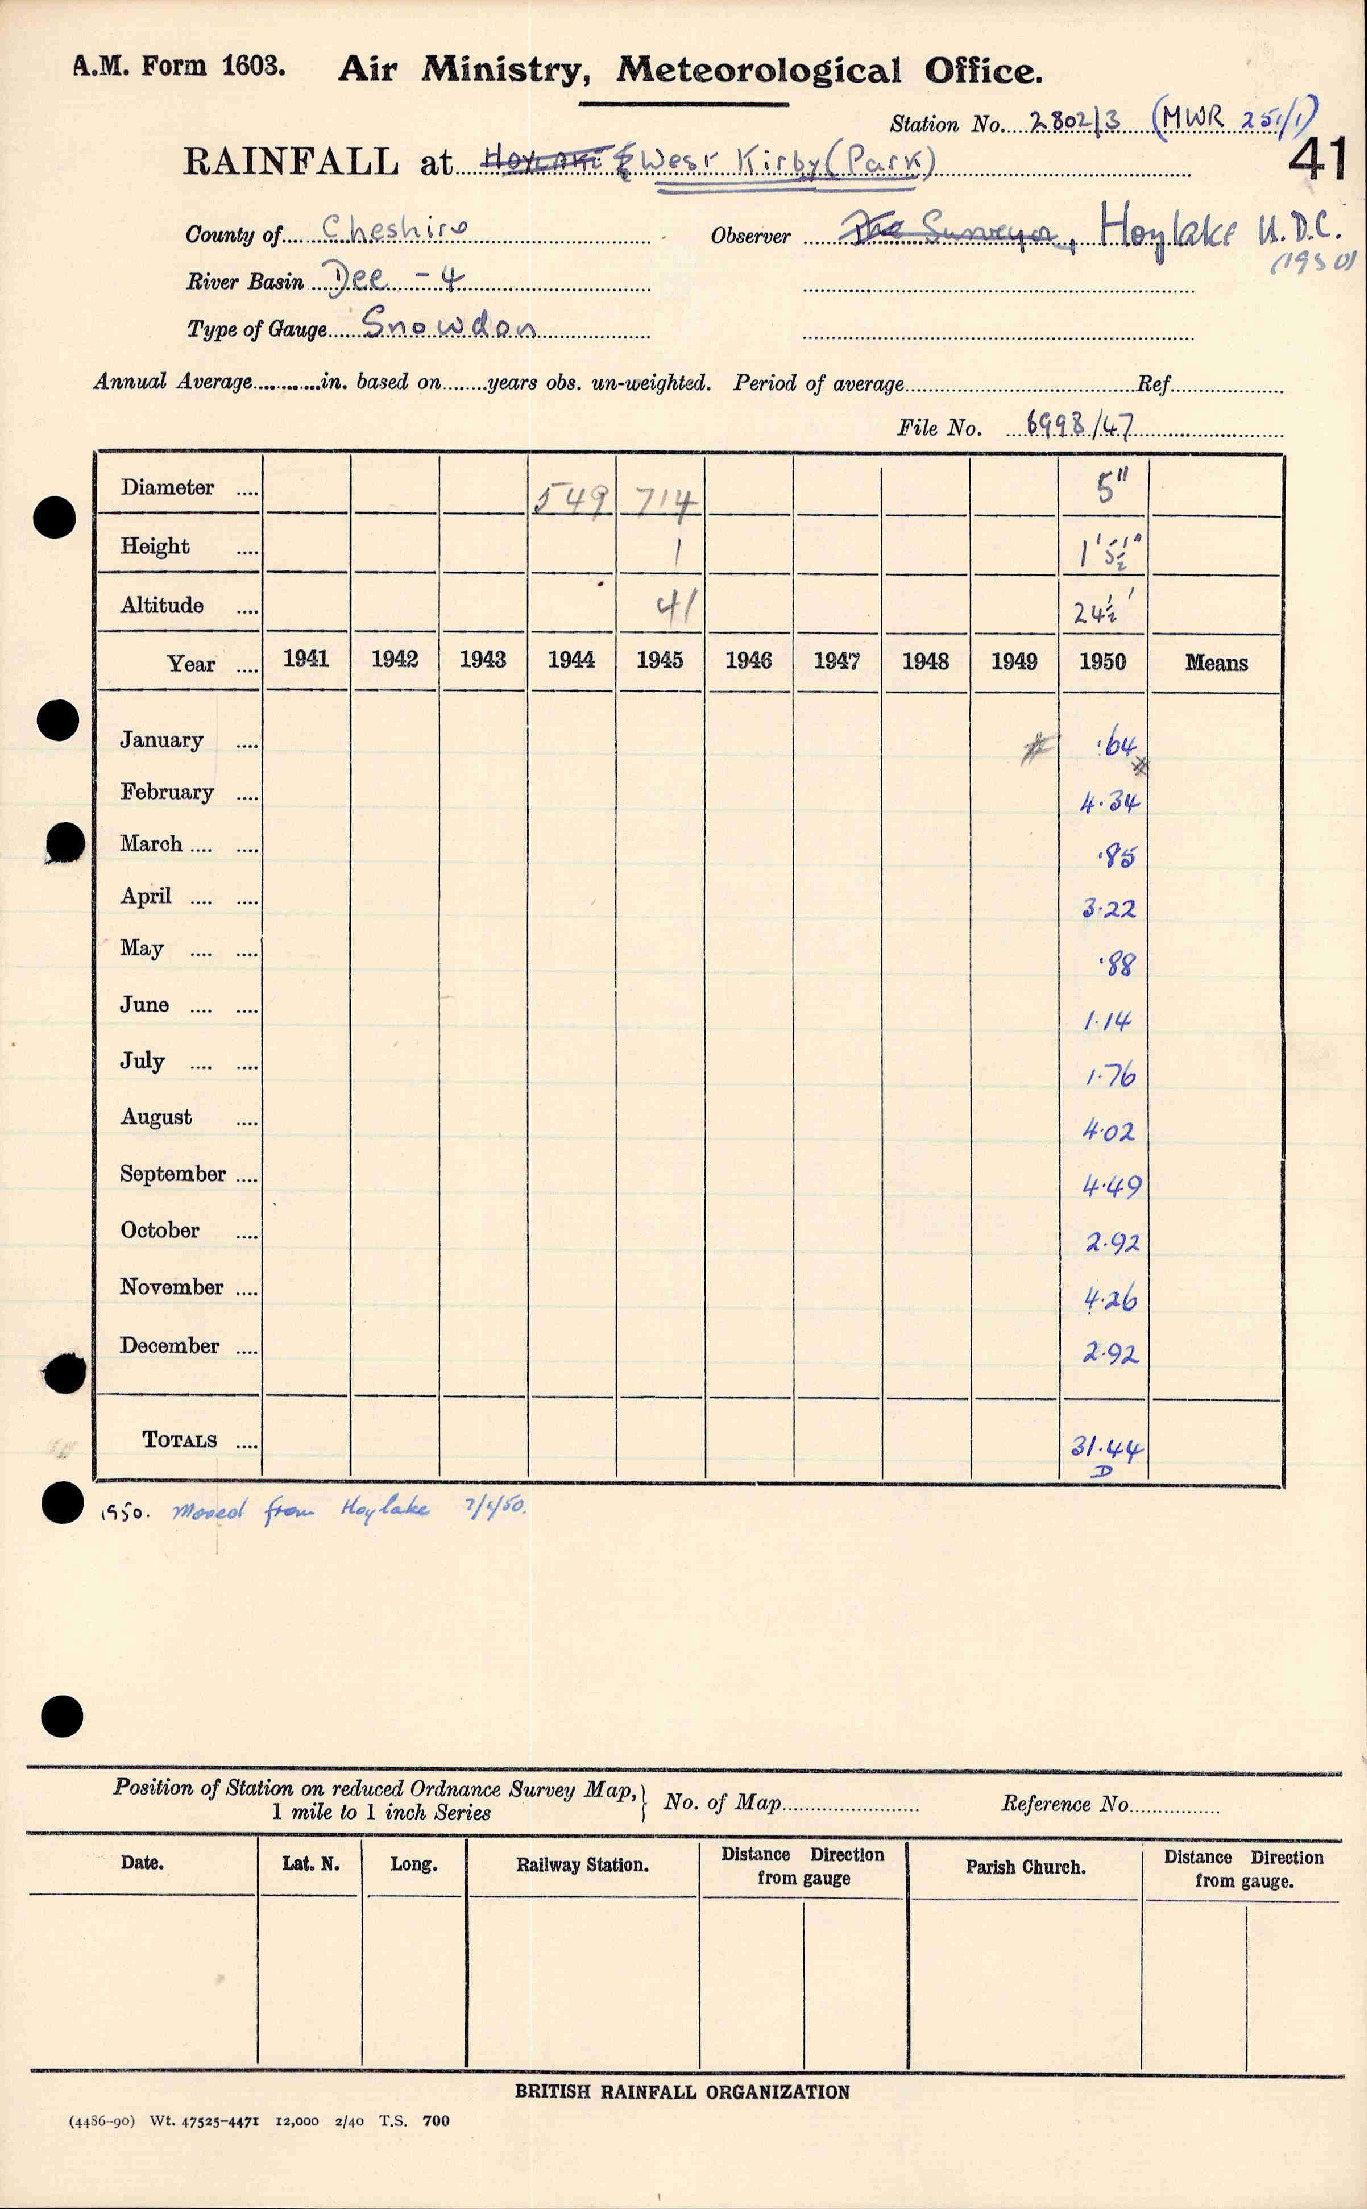 A.M. Form 1603. Air Ministry, Meteorological Office.
Station No. 2802/3 (MWR 251/1)
41
RAINFALL at Hoylake & West Kirby (Park)
County of Cheshire Observer The Surveyor, Hoylake U.D.C.
(1950)
River Basin Dee - 4
Type of Gauge Snowdon
Annual Average in. based on years obs. un-weighted. Period of average Ref.
File No. 6998/47
Diameter 549 714 5"
Height 1 1' 5½"
Altitude 41 24½'
Year 1941 1942 1943 1944 1945 1946 1947 1948 1949 1950 Means
January # .64 #
February 4.34
March .85
April 3.22
May .88
June 1.14
July 1.76
August 4.02
September 4.49
October 2.92
November 4.26
December 2.92
TOTALS 31.44
D
1950. Moved from Hoylake
Position of Station on reduced Ordnance Survey Map, 
1 mile to 1 inch Series } No. of Map Reference No.
Date. Lat. N. Long. Railway Station. Distance Direction from gauge Parish Church. Distance Direction from gauge.
BRITISH RAINFALL ORGANIZATION
(4486-90) Wt. 47525-4471 12,000 2/40 T.S. 700